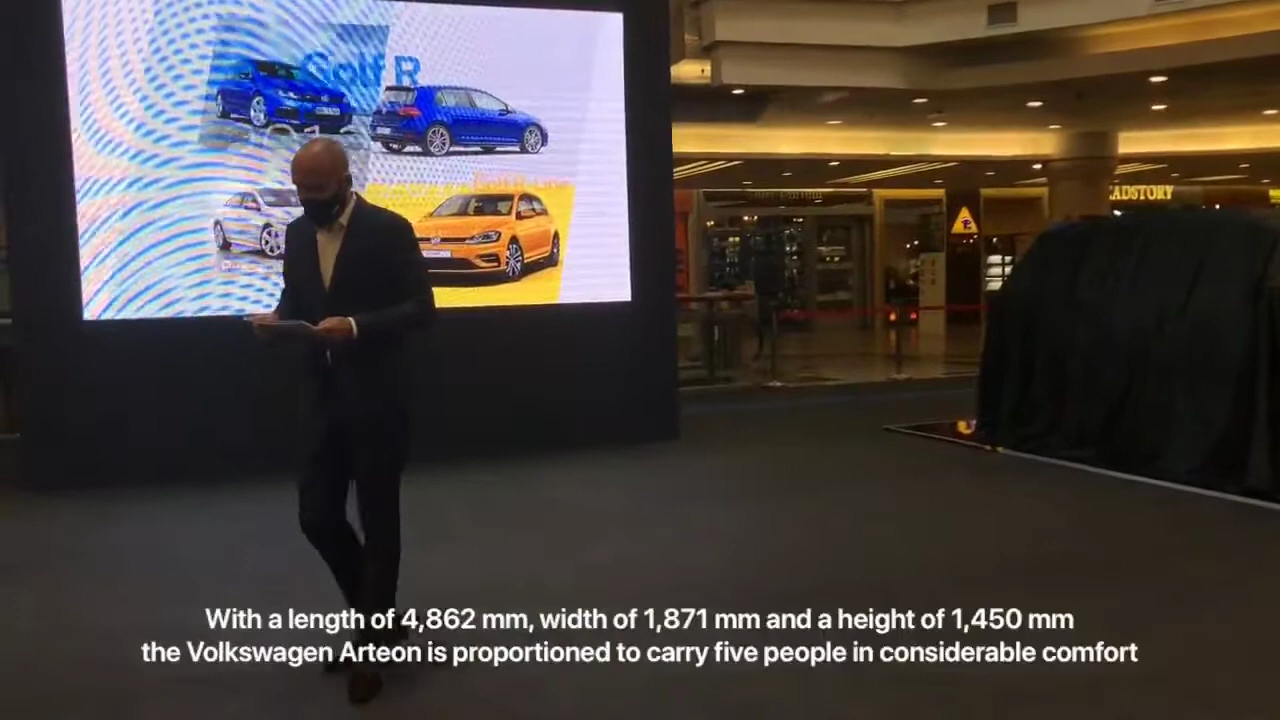 Golf R
ADSTORY
With a length of 4,862 mm, width of 1,871 mm and a height of 1,450 mm
the Volkswagen Arteon is proportioned to carry five people in considerable comfort